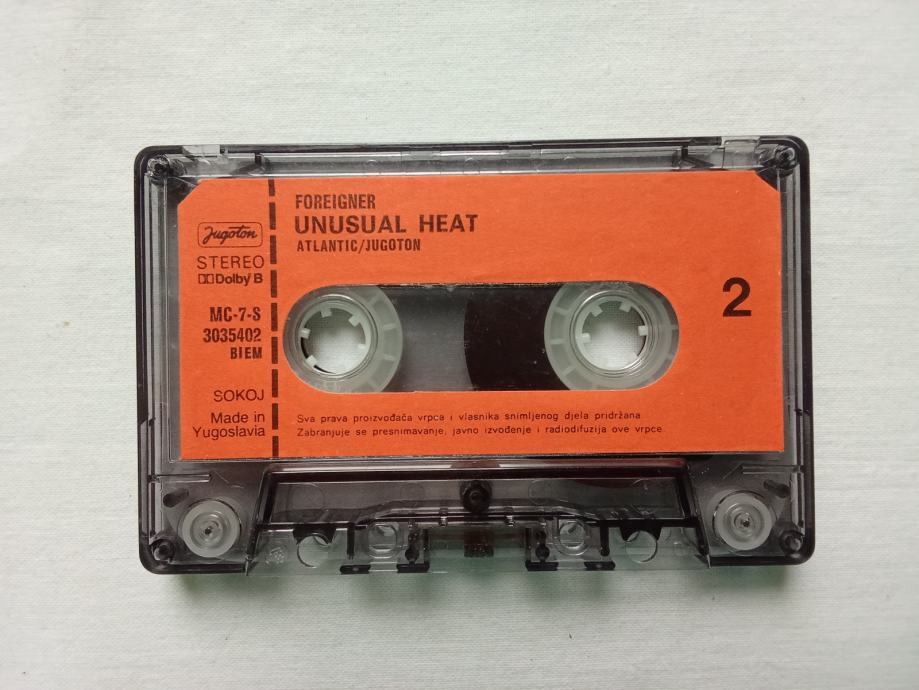 Jugoton
STEREO
Dolby B
MC-7-S
3035402
BIEM
SOKOJ
Made in
Yugoslavia
FOREIGNER
UNUSUAL HEAT
ATLANTIC/JUGOTON
2
Sva prava proizvođača vrpca i vlasnika snimljenog djela pridržana
Zabranjuje se presnimavanje, javno izvođenje i radiodifuzija ove vrpce.